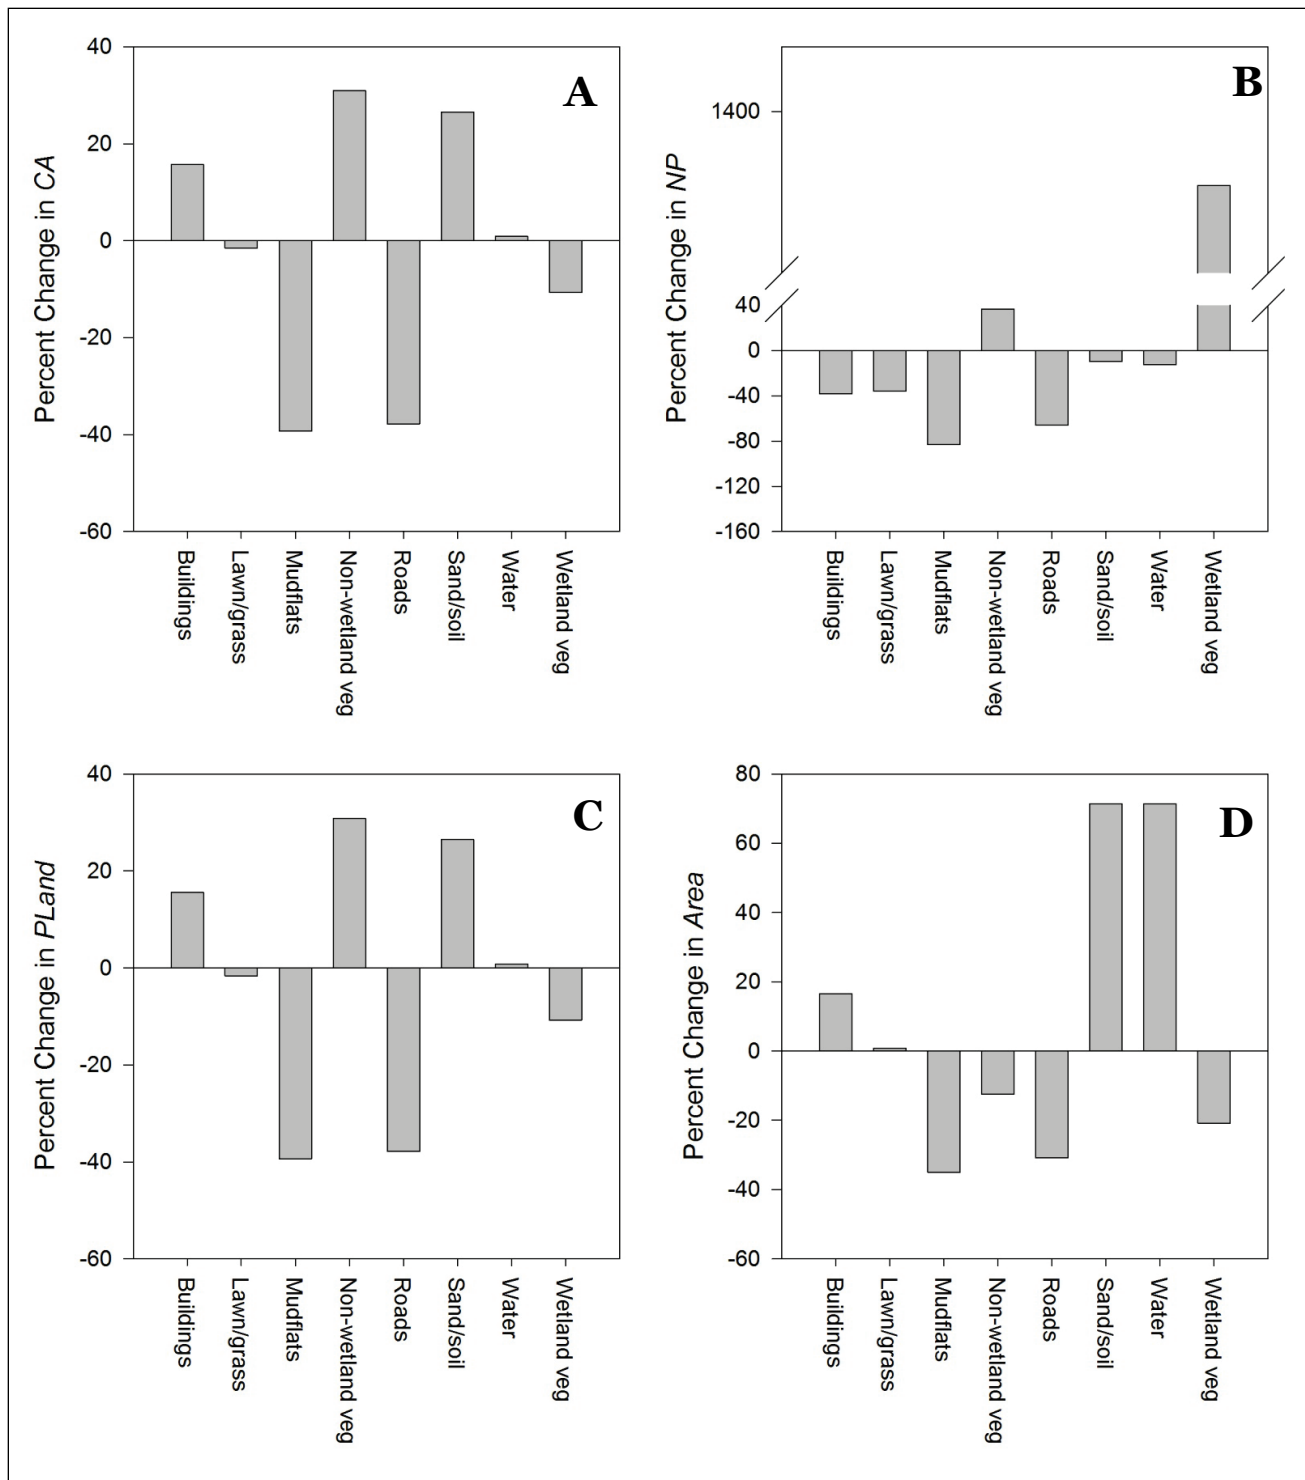 A
Percent Change in CA
40
20
0
-20
-40
-60
Buildings
Lawn/grass
Mudflats
Non-wetland veg
Roads
Sand/soil
Water
Wetland veg
B
Percent Change in NP
1400
40
0
-40
-80
-120
-160
Buildings
Lawn/grass
Mudflats
Non-wetland veg
Roads
Sand/soil
Water
Wetland veg
C
Percent Change in PLand
40
20
0
-20
-40
-60
Buildings
Lawn/grass
Mudflats
Non-wetland veg
Roads
Sand/soil
Water
Wetland veg
D
Percent Change in Area
80
60
40
20
0
-20
-40
-60
Buildings
Lawn/grass
Mudflats
Non-wetland veg
Roads
Sand/soil
Water
Wetland veg